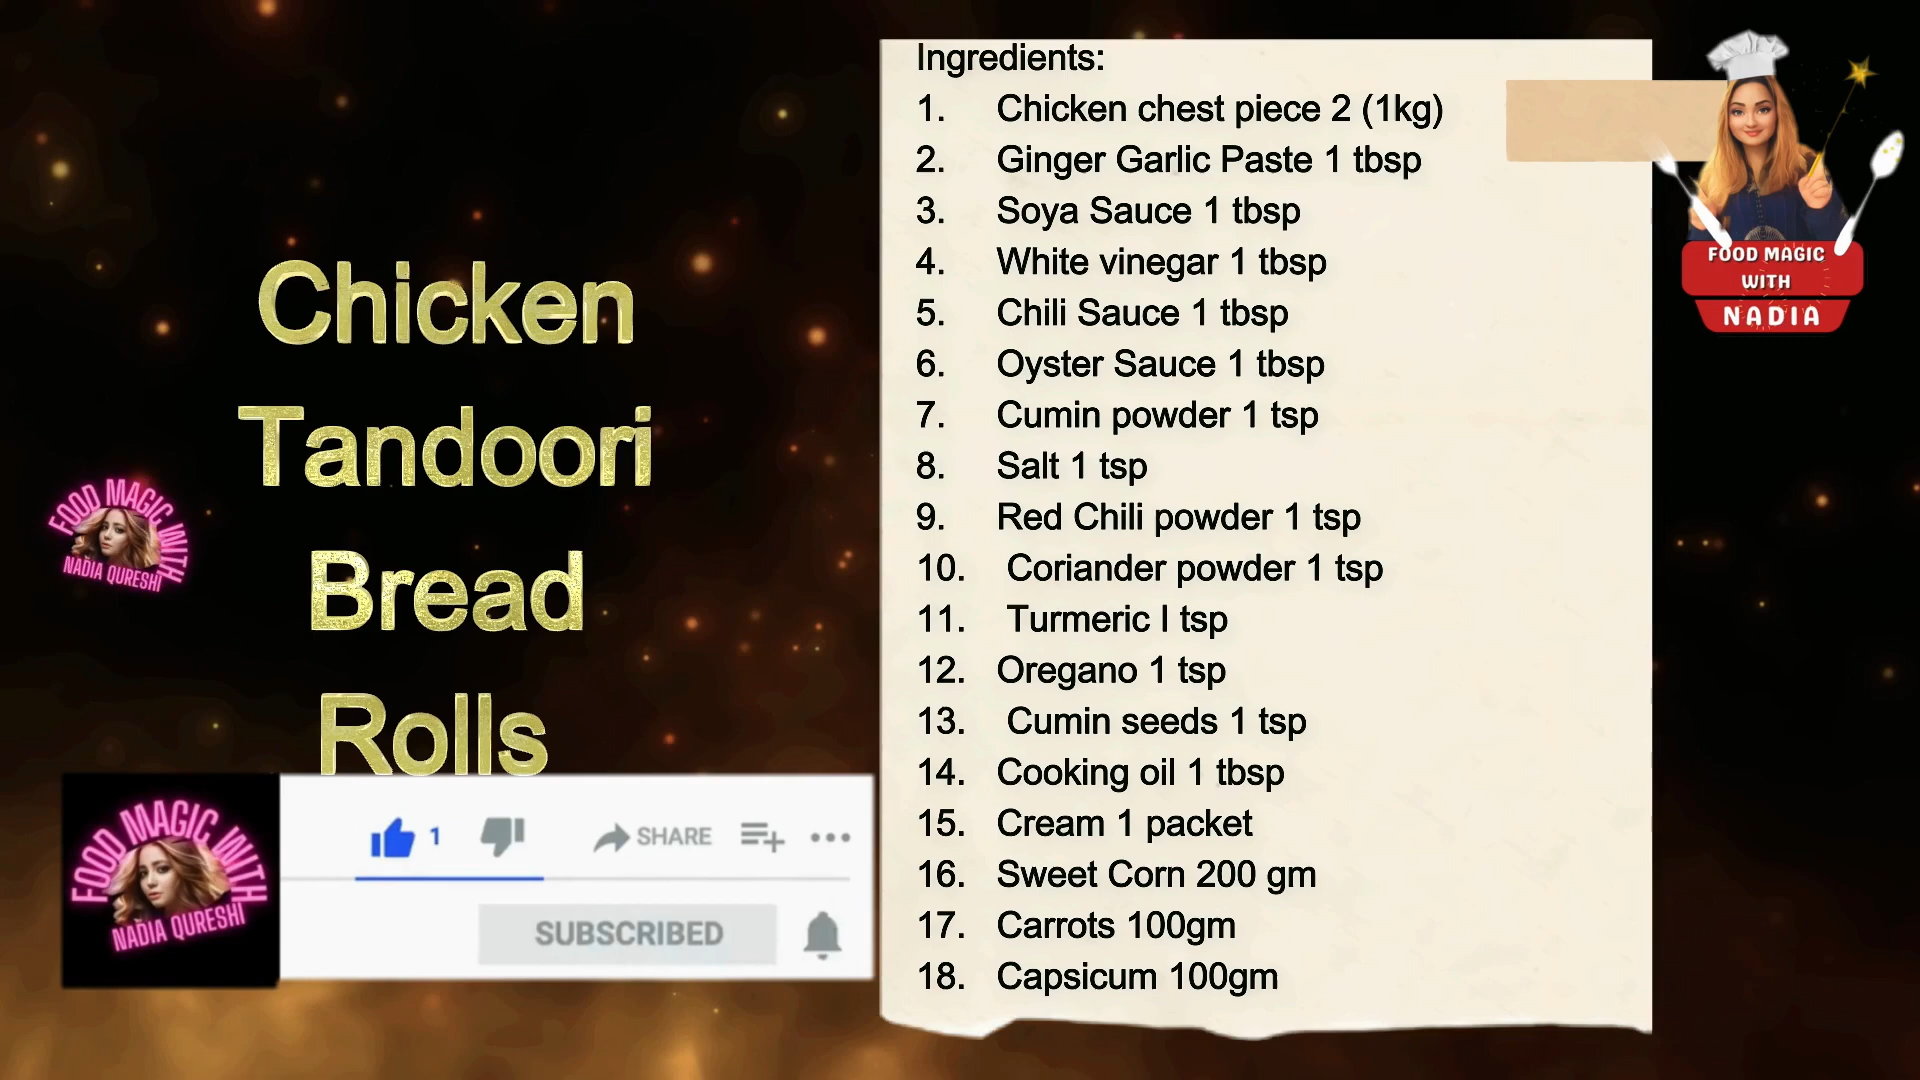 Chicken
Tandoori
Bread
Rolls
Ingredients:
1. Chicken chest piece 2 (1kg)
2. Ginger Garlic Paste 1 tbsp
3. Soya Sauce 1 tbsp
4. White vinegar 1 tbsp
5. Chili Sauce 1 tbsp
6. Oyster Sauce 1 tbsp
7. Cumin powder 1 tsp
8. Salt 1 tsp
9. Red Chili powder 1 tsp
10. Coriander powder 1 tsp
11. Turmeric I tsp
12. Oregano 1 tsp
13. Cumin seeds 1 tsp
14. Cooking oil 1 tbsp
15. Cream 1 packet
16. Sweet Corn 200 gm
17. Carrots 100gm
18. Capsicum 100gm
FOOD MAGIC
WITH
NADIA
FOOD MAGIC WITH
NADIA QURESHI
FOOD MAGIC WITH
NADIA QURESHI
1 SHARE
SUBSCRIBED